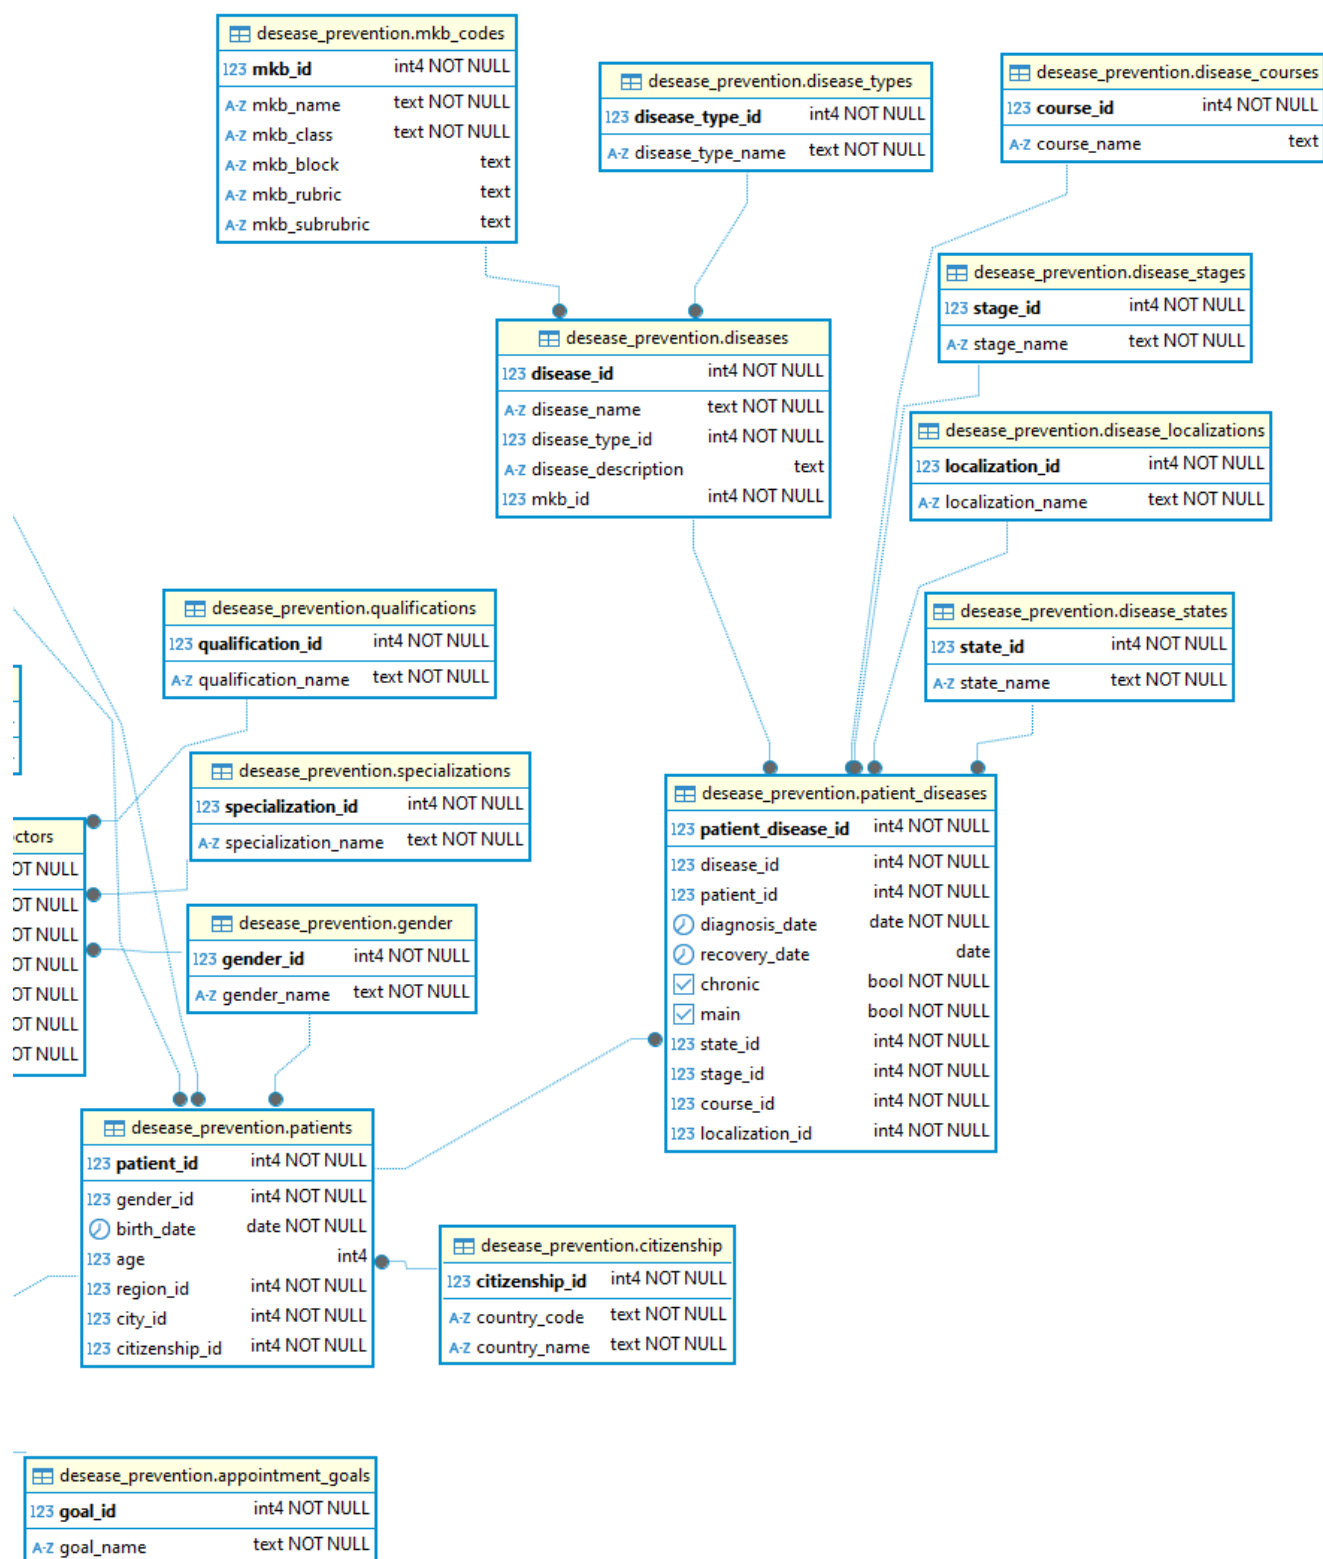 desease_prevention.mkb_codes
123 mkb_id int4 NOT NULL
A-Z mkb_name text NOT NULL
A-Z mkb_class text NOT NULL
A-Z mkb_block text
A-Z mkb_rubric text
A-Z mkb_subrubric text
desease_prevention.disease_types
123 disease_type_id int4 NOT NULL
A-Z disease_type_name text NOT NULL
desease_prevention.disease_courses
123 course_id int4 NOT NULL
A-Z course_name text
desease_prevention.disease_stages
123 stage_id int4 NOT NULL
A-Z stage_name text NOT NULL
desease_prevention.diseases
123 disease_id int4 NOT NULL
A-Z disease_name text NOT NULL
123 disease_type_id int4 NOT NULL
A-Z disease_description text
123 mkb_id int4 NOT NULL
desease_prevention.disease_localizations
123 localization_id int4 NOT NULL
A-Z localization_name text NOT NULL
desease_prevention.qualifications
123 qualification_id int4 NOT NULL
A-Z qualification_name text NOT NULL
desease_prevention.disease_states
123 state_id int4 NOT NULL
A-Z state_name text NOT NULL
desease_prevention.specializations
123 specialization_id int4 NOT NULL
A-Z specialization_name text NOT NULL
ctors
OT NULL
OT NULL
OT NULL
OT NULL
OT NULL
OT NULL
OT NULL
desease_prevention.gender
123 gender_id int4 NOT NULL
A-Z gender_name text NOT NULL
desease_prevention.patient_diseases
123 patient_disease_id int4 NOT NULL
123 disease_id int4 NOT NULL
123 patient_id int4 NOT NULL
diagnosis_date date NOT NULL
recovery_date date
chronic bool NOT NULL
main bool NOT NULL
123 state_id int4 NOT NULL
123 stage_id int4 NOT NULL
123 course_id int4 NOT NULL
123 localization_id int4 NOT NULL
desease_prevention.patients
123 patient_id int4 NOT NULL
123 gender_id int4 NOT NULL
birth_date date NOT NULL
123 age int4
123 region_id int4 NOT NULL
123 city_id int4 NOT NULL
123 citizenship_id int4 NOT NULL
desease_prevention.citizenship
123 citizenship_id int4 NOT NULL
A-Z country_code text NOT NULL
A-Z country_name text NOT NULL
desease_prevention.appointment_goals
123 goal_id int4 NOT NULL
A-Z goal_name text NOT NULL